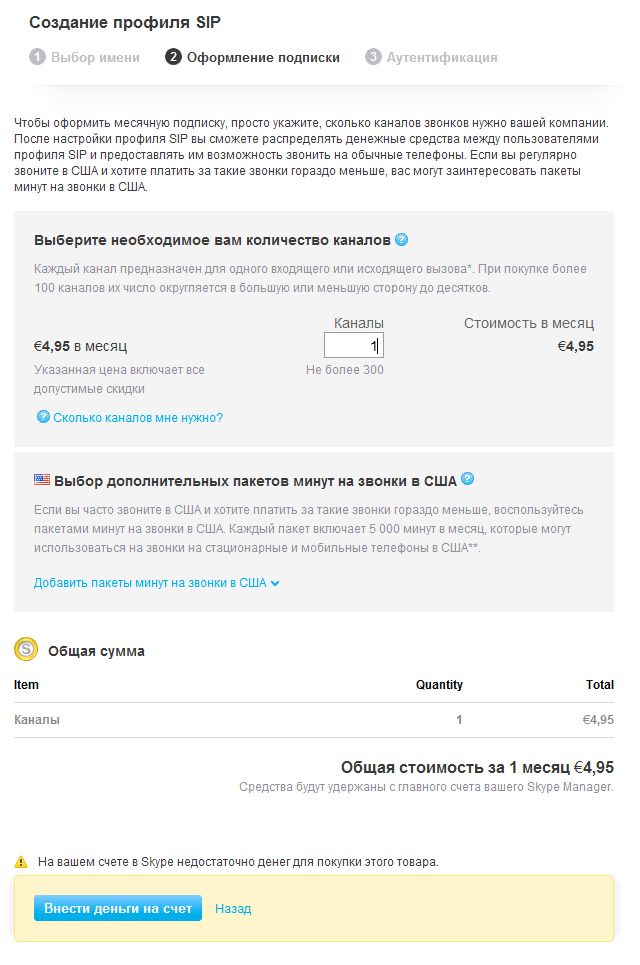 Создание профиля SIP
1 Выбор имени 2 Оформление подписки 3 Аутентификация
Чтобы оформить месячную подписку, просто укажите, сколько каналов звонков нужно вашей компании.
После настройки профиля SIP вы сможете распределять денежные средства между пользователями
профиля SIP и предоставлять им возможность звонить на обычные телефоны. Если вы регулярно
звоните в США и хотите платить за такие звонки гораздо меньше, вас могут заинтересовать пакеты
минут на звонки в США.
Выберите необходимое вам количество каналов ?
Каждый канал предназначен для одного входящего или исходящего вызова*. При покупке более
100 каналов их число округляется в большую или меньшую сторону до десятков.
Каналы Стоимость в месяц
€4,95 в месяц 1 €4,95
Указанная цена включает все Не более 300
допустимые скидки
? Сколько каналов мне нужно?
Выбор дополнительных пакетов минут на звонки в США ?
Если вы часто звоните в США и хотите платить за такие звонки гораздо меньше, воспользуйтесь
пакетами минут на звонки в США. Каждый пакет включает 5 000 минут в месяц, которые могут
использоваться на звонки на стационарные и мобильные телефоны в США**.
Добавить пакеты минут на звонки в США
S Общая сумма
Item Quantity Total
Каналы 1 €4,95
Общая стоимость за 1 месяц €4,95
Средства будут удержаны с главного счета вашего Skype Manager.
На вашем счете в Skype недостаточно денег для покупки этого товара.
Внести деньги на счет Назад